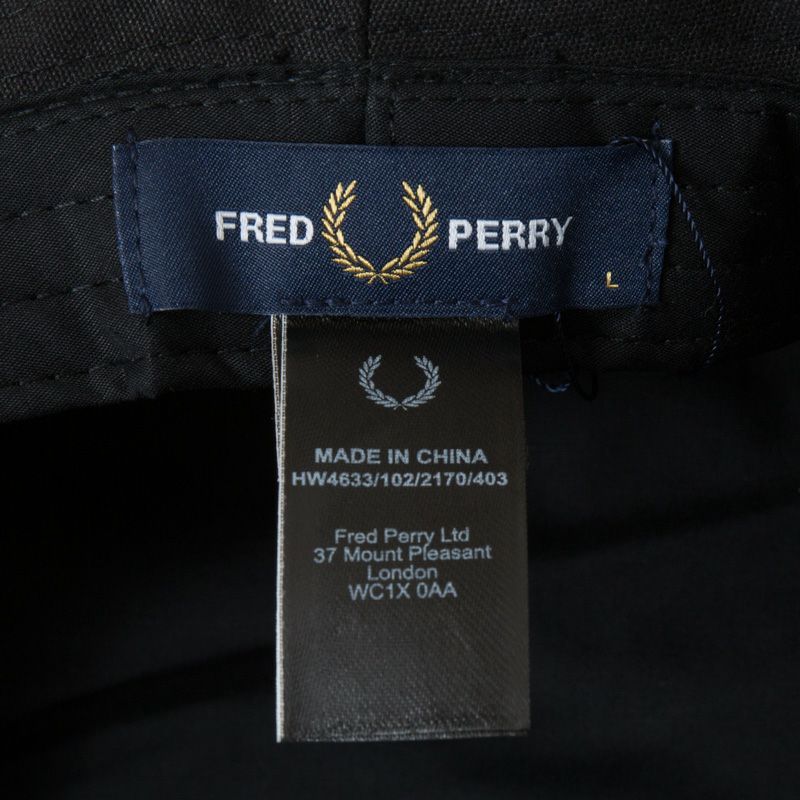 FRED PERRY
L
MADE IN CHINA
HW4633/102/2170/403
Fred Perry Ltd
37 Mount Pleasant
London
WC1X 0AA